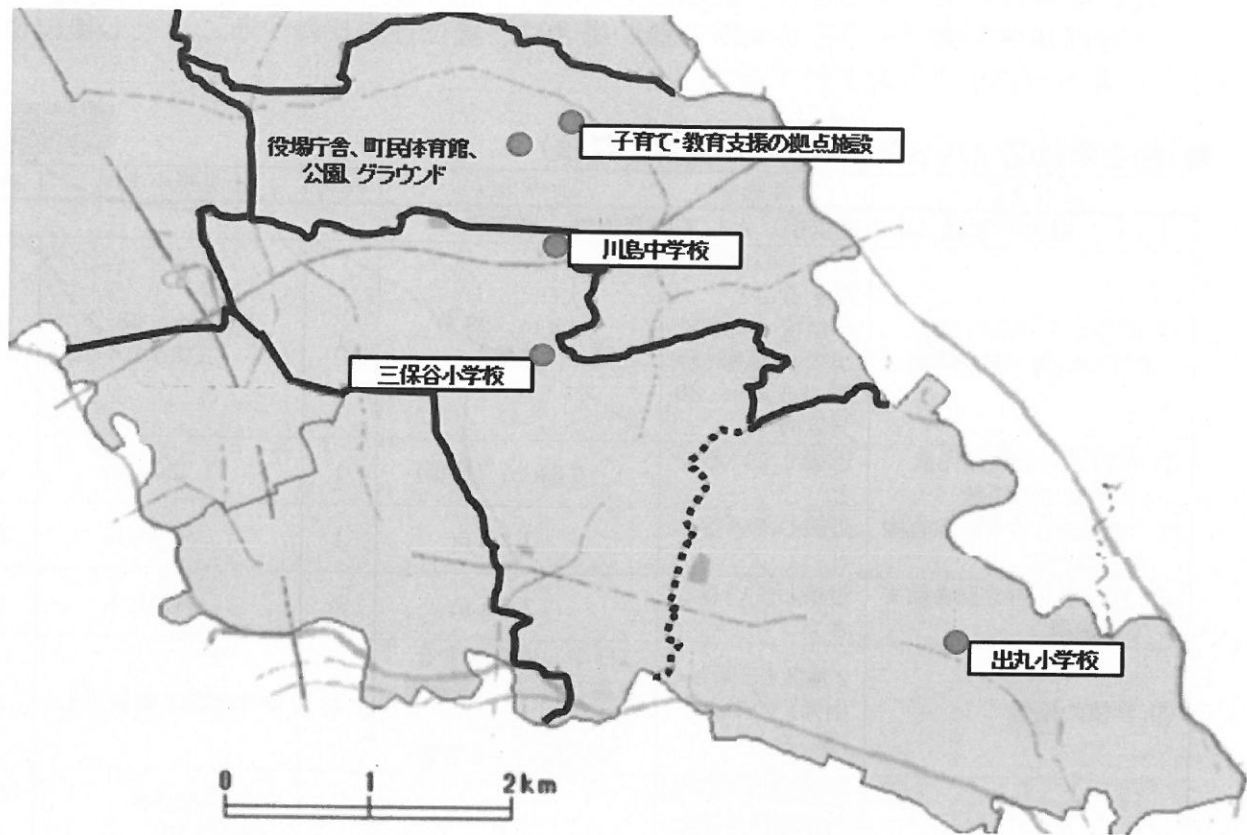 子育て・教育支援の拠点施設
役場庁舎、町民体育館、
公園、グラウンド
川島中学校
三保谷小学校
出丸小学校
0 1 2km